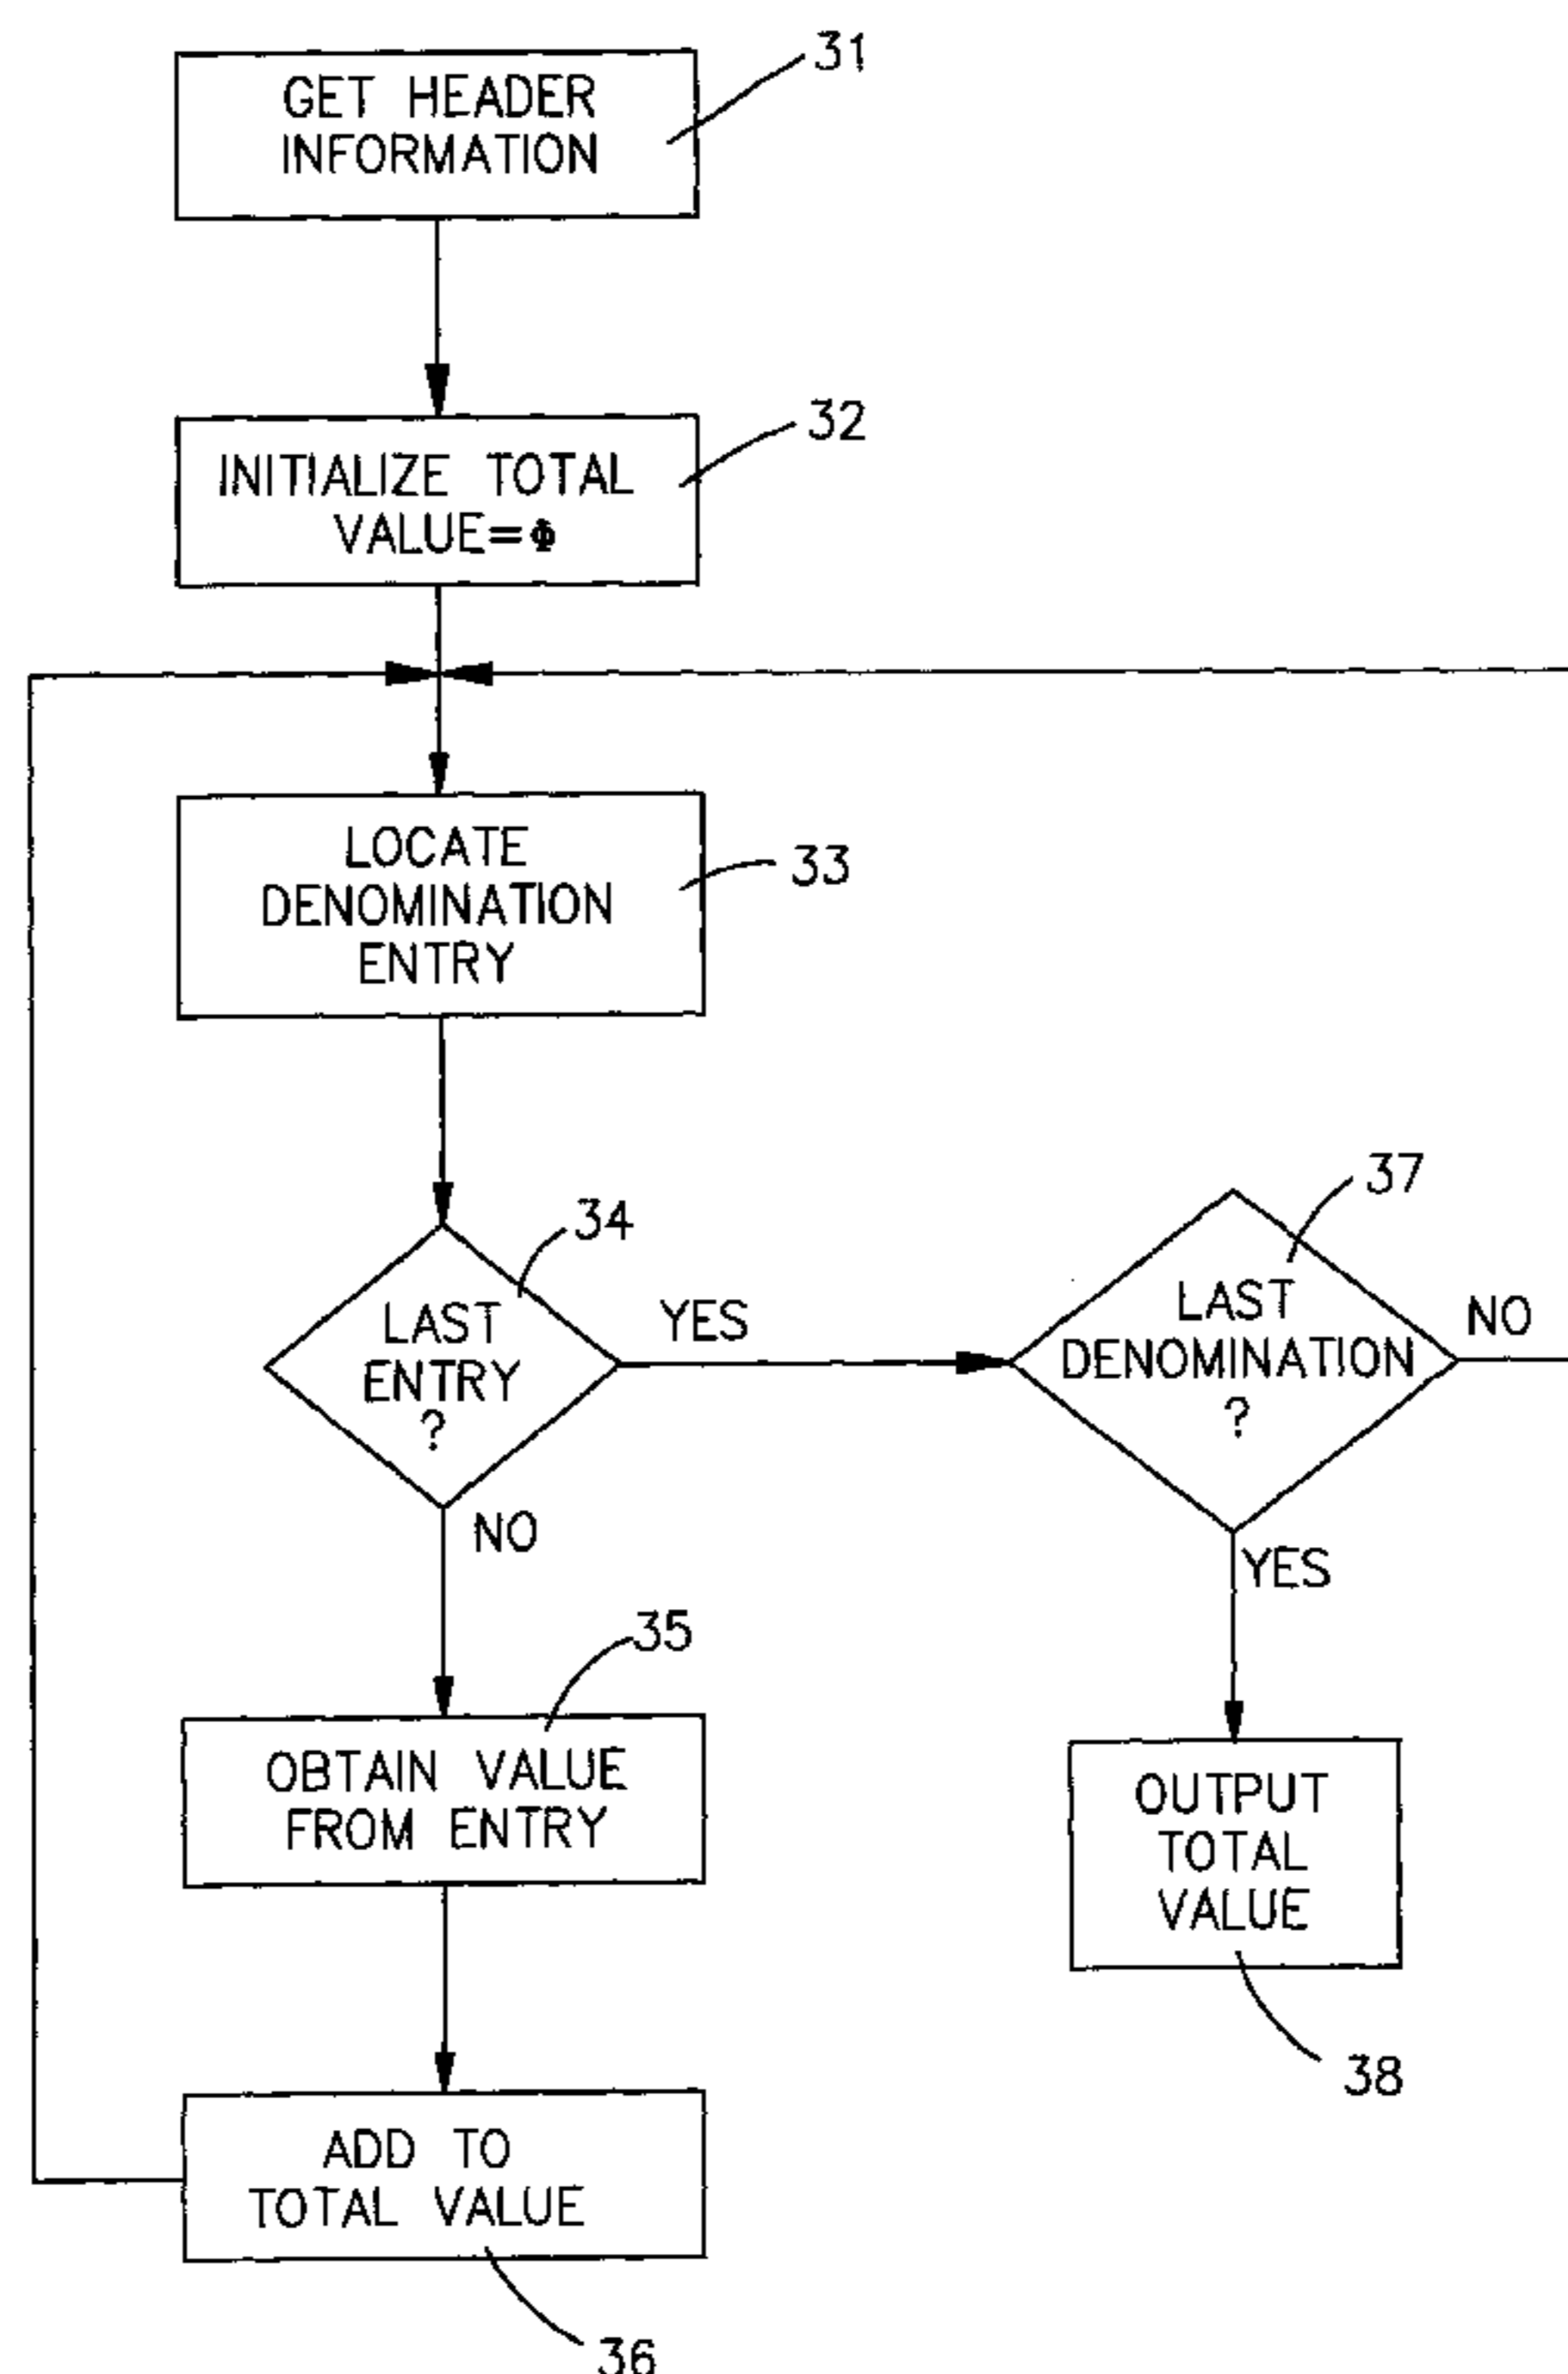 31
GET HEADER
INFORMATION
32
INITIALIZE TOTAL
VALUE=Φ
LOCATE
DENOMINATION
ENTRY
33
34
LAST
ENTRY
?
YES
NO
37
LAST
DENOMINATION
?
NO
YES
35
OBTAIN VALUE
FROM ENTRY
OUTPUT
TOTAL
VALUE
38
ADD TO
TOTAL VALUE
36